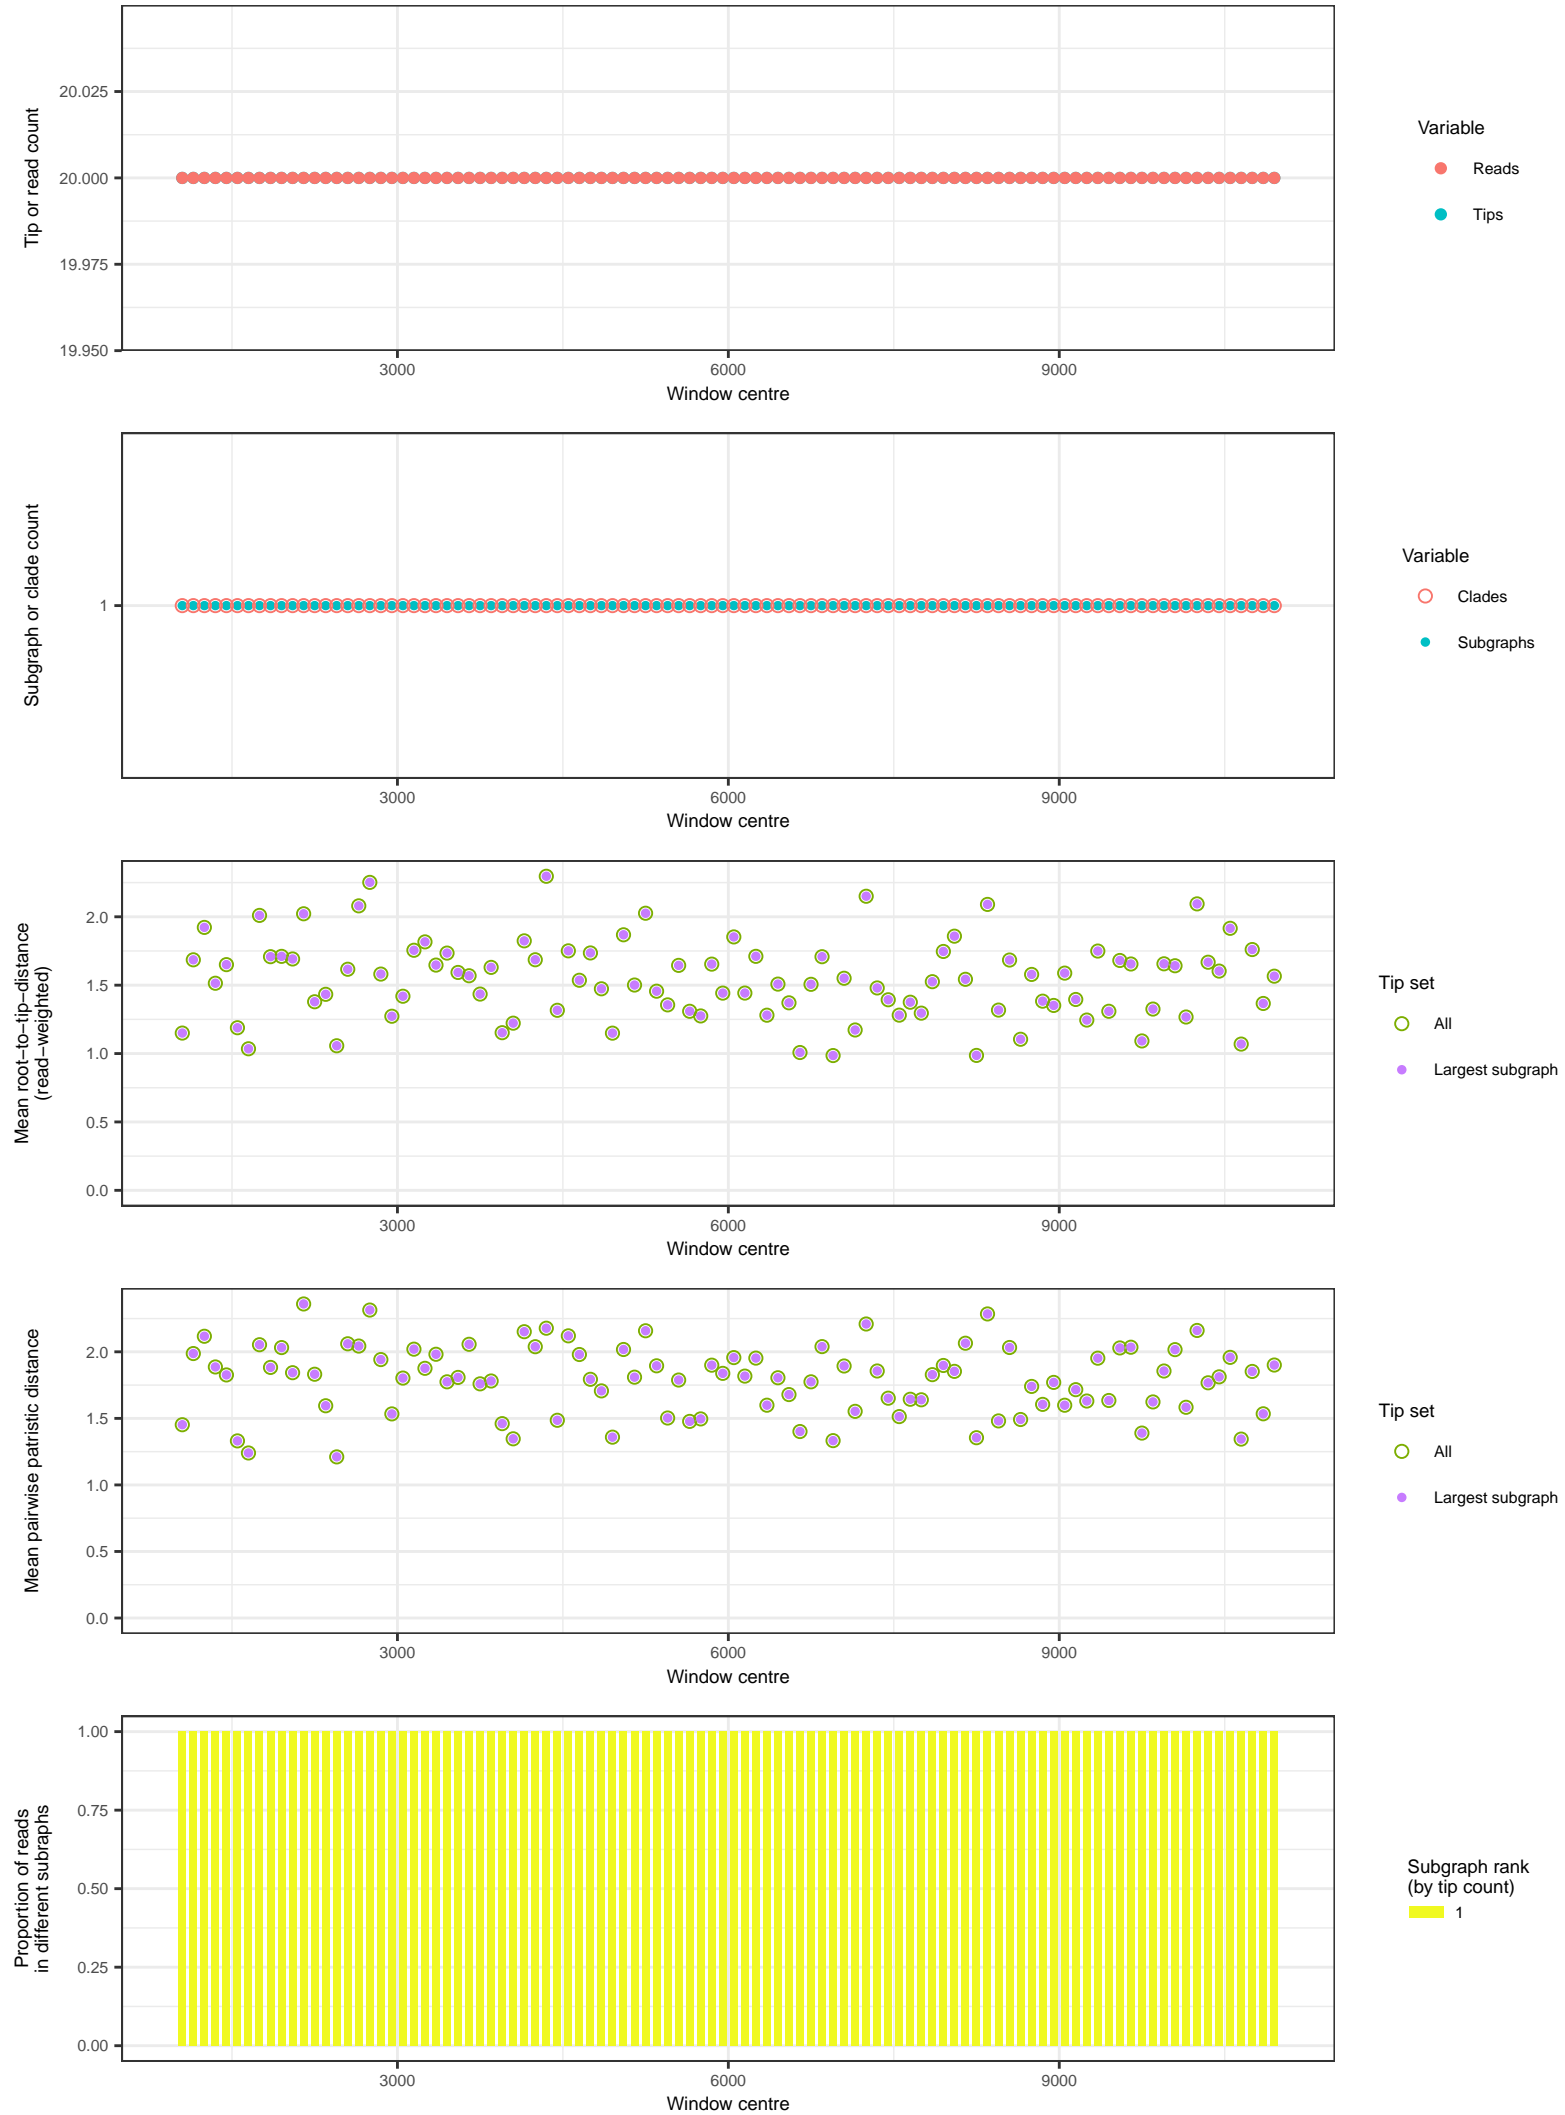 Tip or read count
20.025
20.000
19.975
19.950
3000
6000
9000
Window centre
Variable
Reads
Tips
Subgraph or clade count
1
3000
6000
9000
Window centre
Variable
Clades
Subgraphs
Mean root−to−tip−distance
(read−weighted)
2.0
1.5
1.0
0.5
0.0
3000
6000
9000
Window centre
Tip set
All
Largest subgraph
Mean pairwise patristic distance
2.0
1.5
1.0
0.5
0.0
3000
6000
9000
Window centre
Tip set
All
Largest subgraph
Proportion of reads
in different subraphs
1.00
0.75
0.50
0.25
0.00
3000
6000
9000
Window centre
Subgraph rank
(by tip count)
1